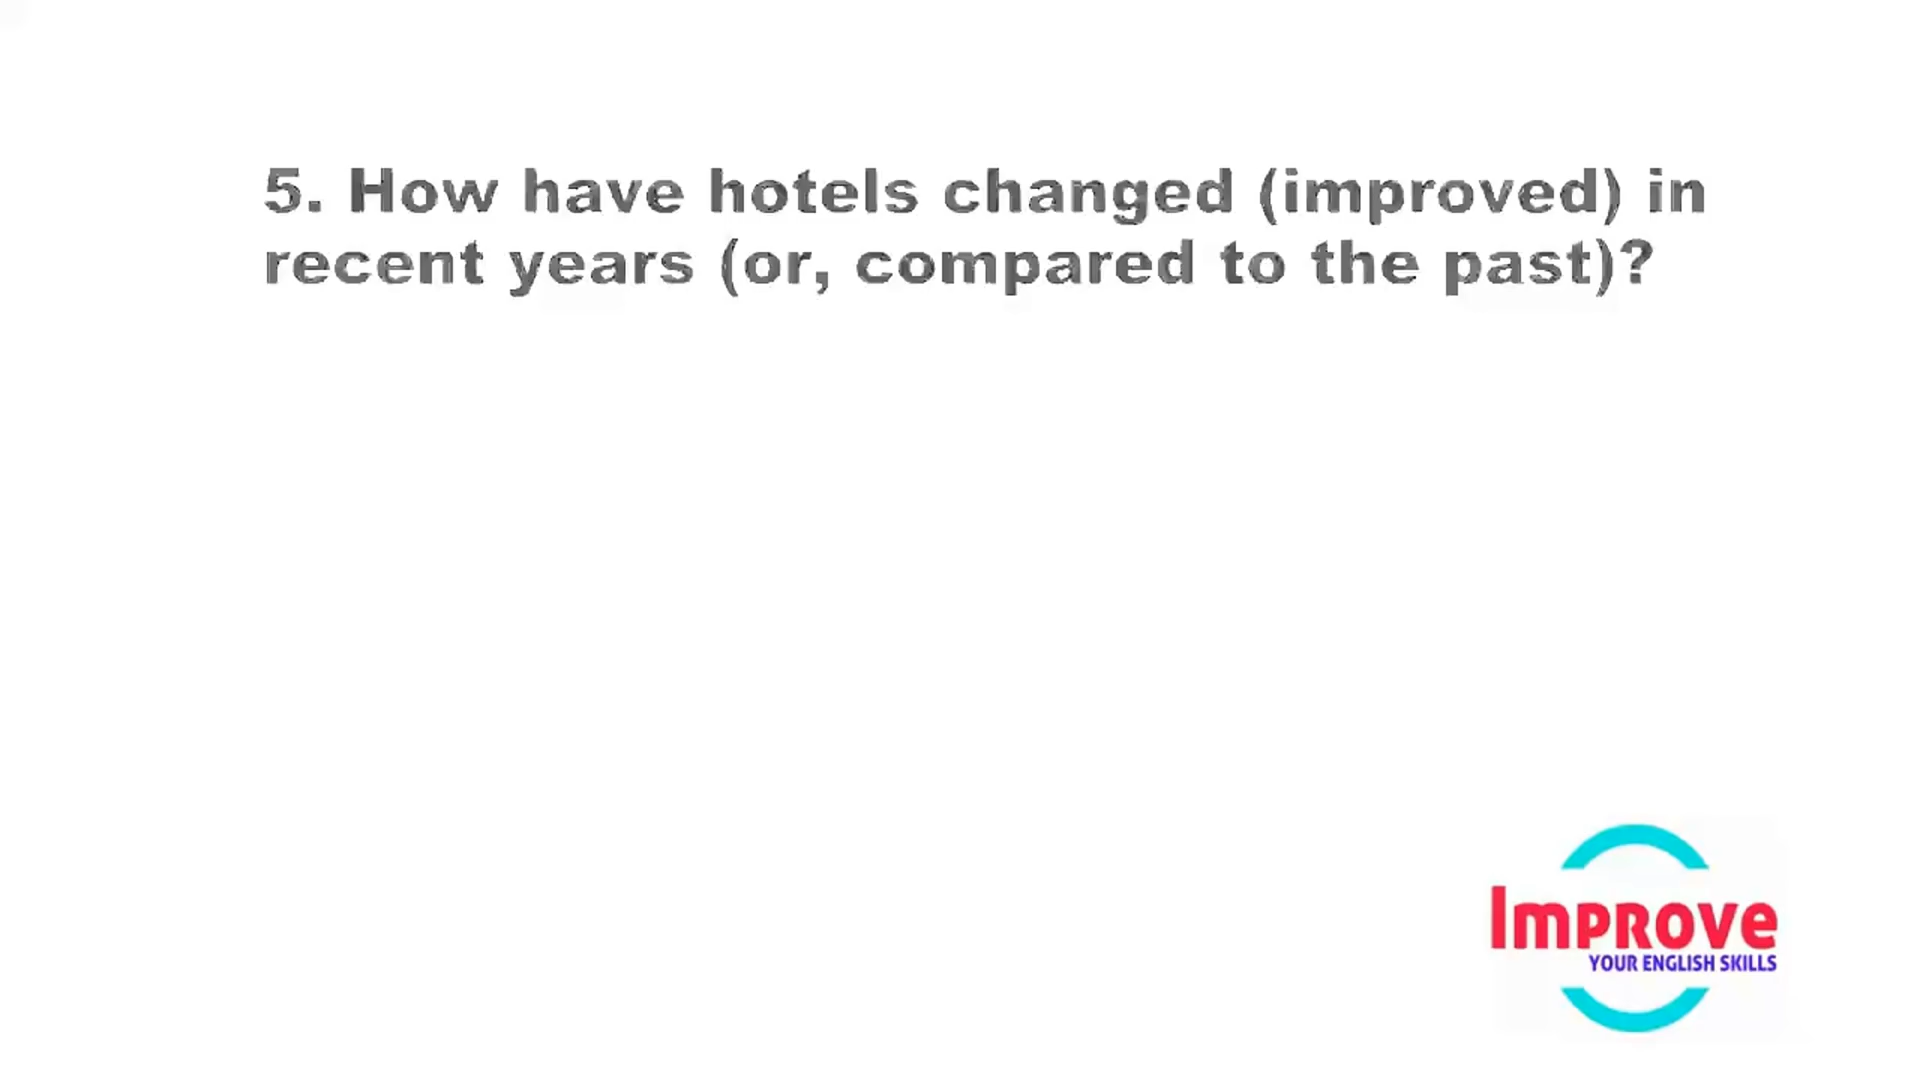 5. How have hotels changed (improved) in
recent years (or, compared to the past)?
Improve
YOUR ENGLISH SKILLS